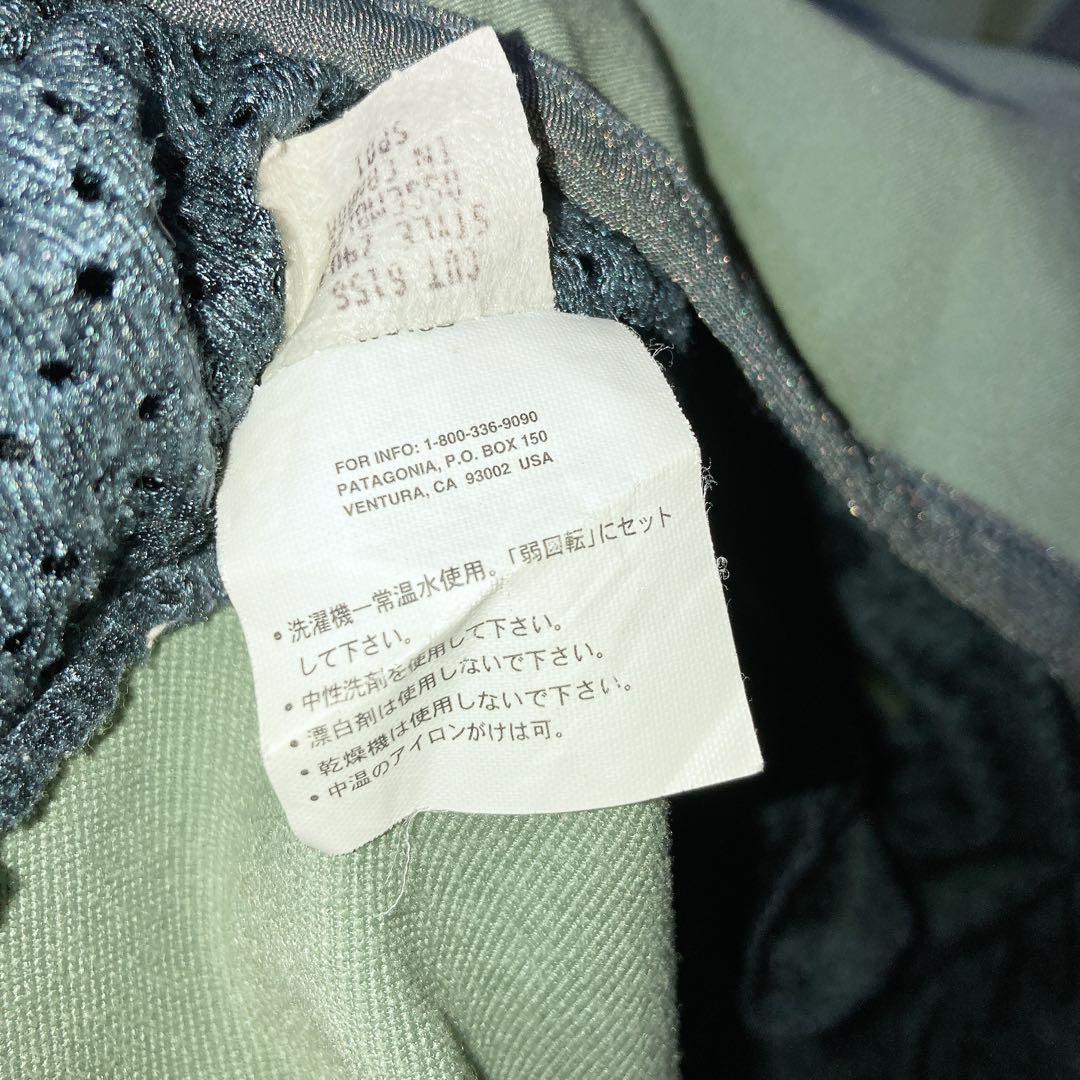 CUT S155
STYLE
FOR INFO: 1-800-336-9090
PATAGONIA, P.O. BOX 150
VENTURA, CA 93002 USA
• 洗濯機ー常温水使用。「弱回転」にセット
して下さい。
• 中性洗剤を使用して下さい。
• 漂白剤は使用しないで下さい。
• 乾燥機は使用しないで下さい。
• 中温のアイロンがけは可。